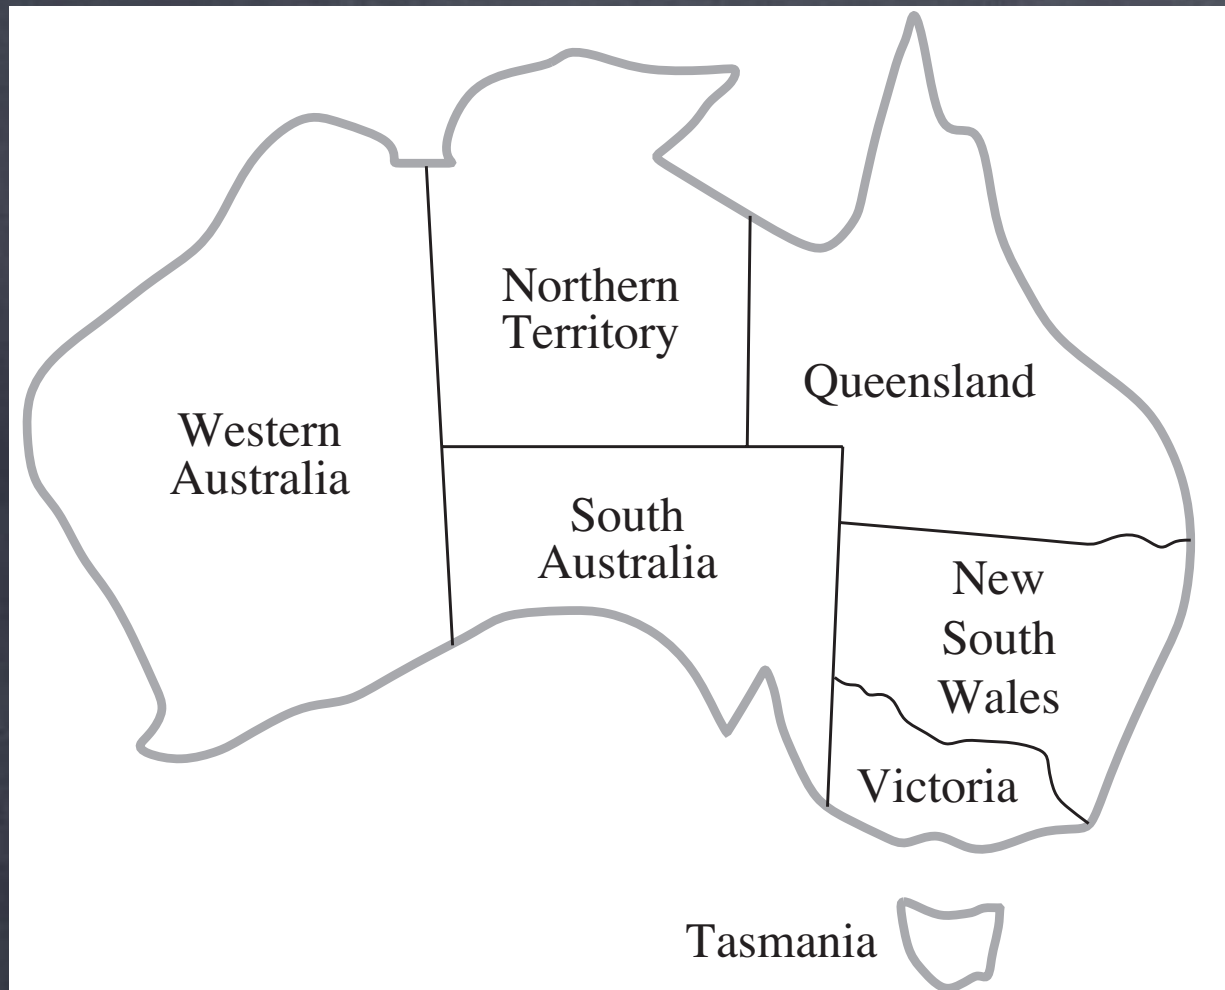 Northern
Territory
Queensland
Western
Australia
South
Australia
New
South
Wales
Victoria
Tasmania